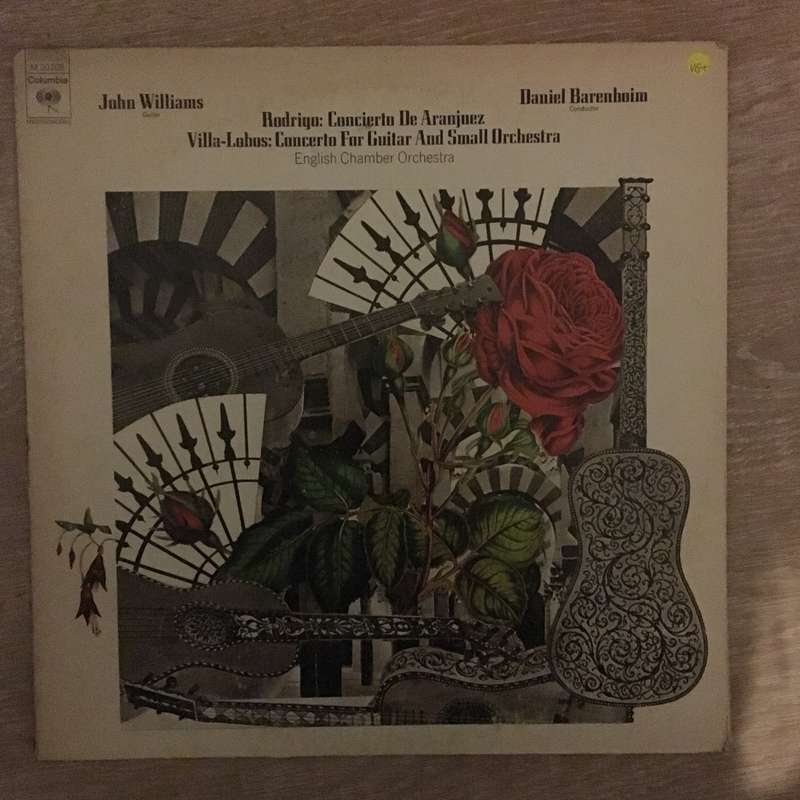 Columbia
John Williams
Guitar
Daniel Barenboim
Conductor
Rodrigo: Concierto De Aranjuez
Villa-Lobos: Concerto For Guitar And Small Orchestra
English Chamber Orchestra